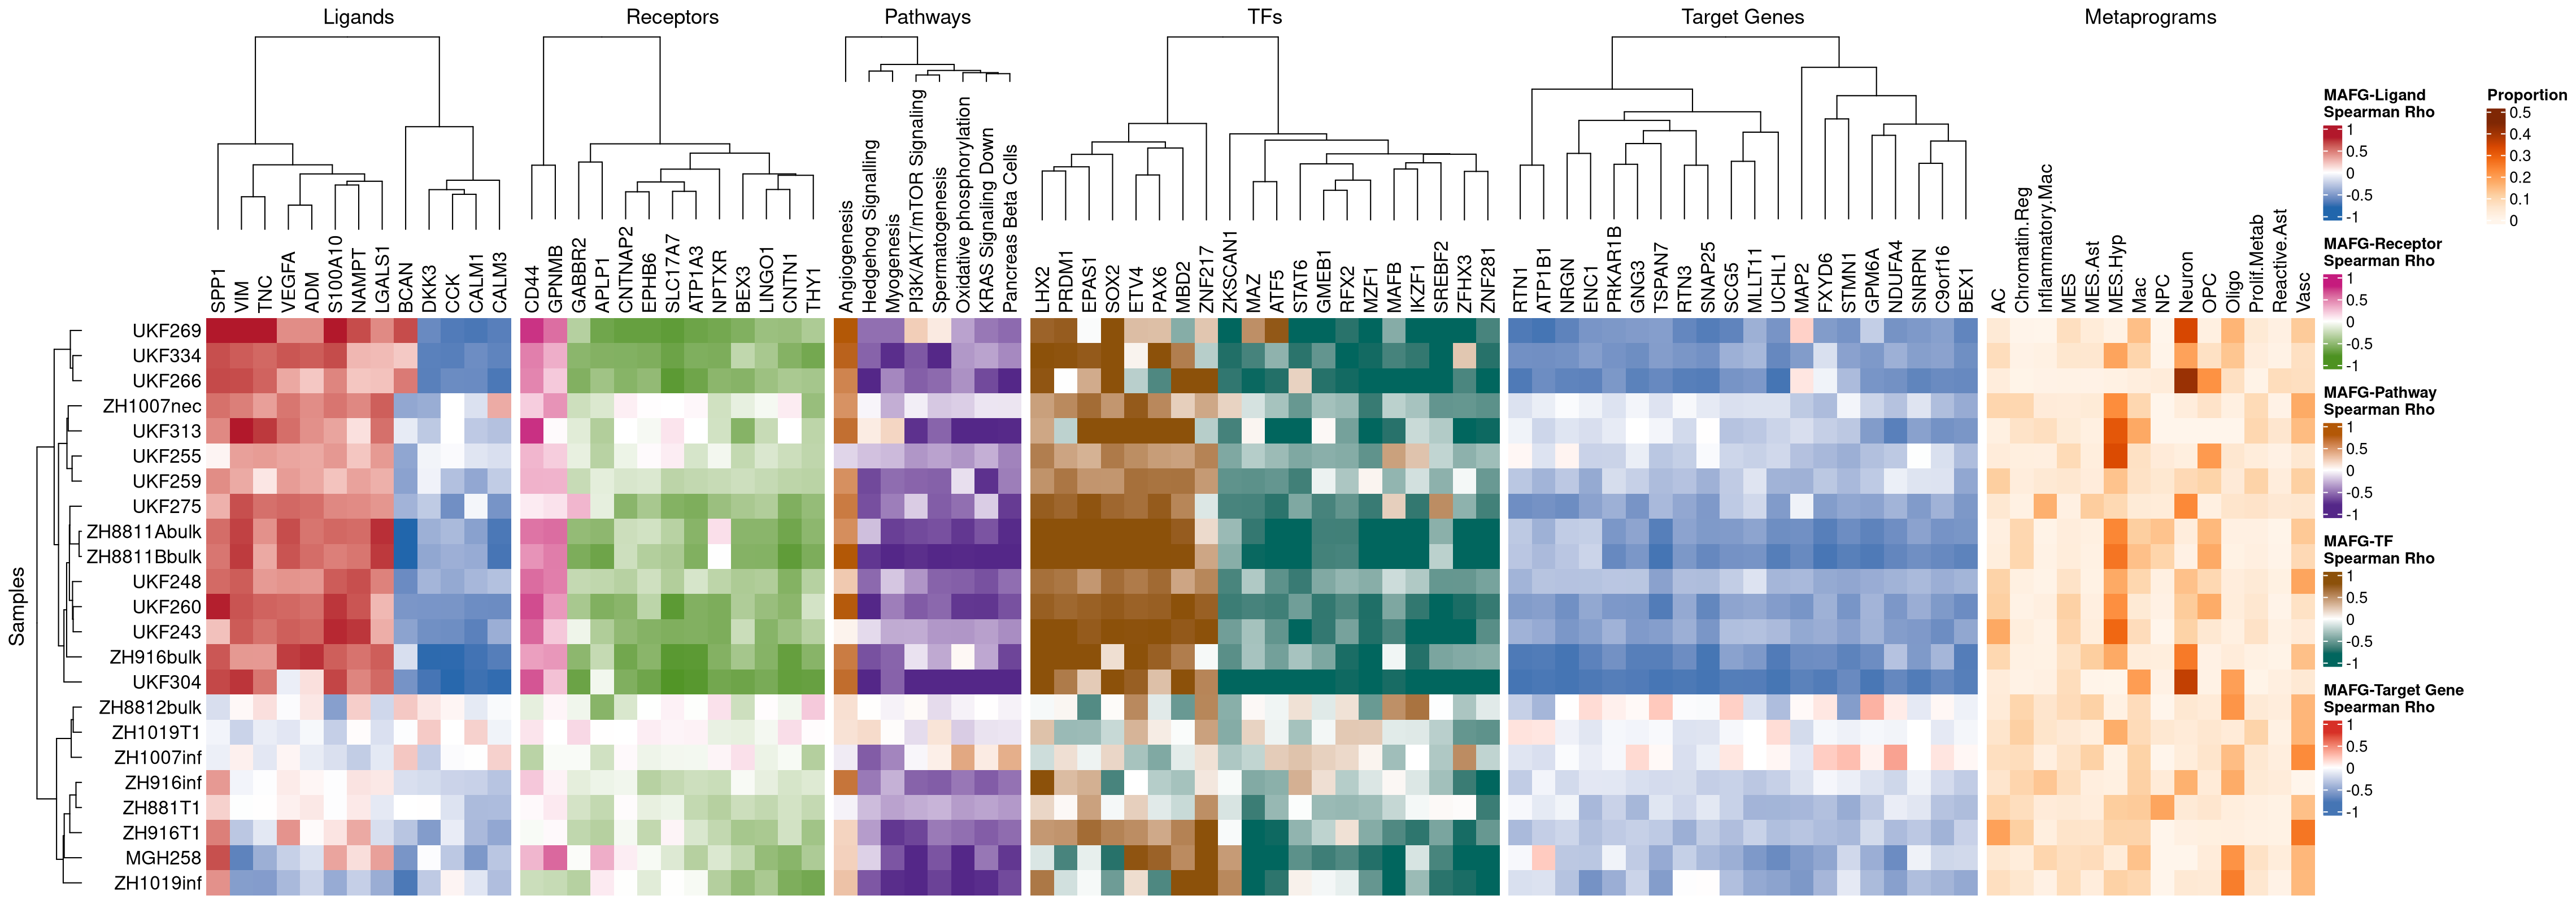 Ligands
Receptors
Pathways
TFs
Target Genes
Metaprograms
SPP1
VIM
TNC
VEGFA
ADM
S100A10
NAMPT
LGALS1
BCAN
DKK3
CCK
CALM1
CALM3
CD44
GPNMB
GABBR2
APLP1
CNTNAP2
EPHB6
SLC17A7
ATP1A3
NPTXR
BEX3
LINGO1
CNTN1
THY1
Angiogenesis
Hedgehog Signaling
Myogenesis
PI3K/AKT/mTOR Signaling
Spermatogenesis
Oxidative phosphorylation
KRAS Signaling Down
Pancreas Beta Cells
LHX2
PRDM1
EPAS1
SOX2
ETV4
PAX6
MBD2
ZNF217
ZKSCAN1
MAZ
ATF5
STAT6
GMEB1
RFX2
MZF1
MAFB
IKZF1
SREBF2
ZFHX3
ZNF281
RTN1
ATP1B1
NRGN
ENC1
PRKAR1B
GNG3
TSPAN7
RTN3
SNAP25
SCG5
MLLT11
UCHL1
MAP2
FXYD6
STMN1
GPM6A
NDUFA4
SNRPN
C9orf16
BEX1
AC
Chromatin.Reg
Inflammatory.Mac
MES
MES.Ast
MES.Hyp
Mac
NPC
Neuron
OPC
Oligo
Prolif.Metab
Reactive.Ast
Vasc
Samples
UKF269
UKF334
UKF266
ZH1007nec
UKF313
UKF255
UKF259
UKF275
ZH8811Abulk
ZH8811Bbulk
UKF248
UKF260
UKF243
ZH916bulk
UKF304
ZH8812bulk
ZH1019T1
ZH1007inf
ZH916inf
ZH881T1
ZH916T1
MGH258
ZH1019inf
MAFG-Ligand
Spearman Rho
1
0.5
0
-0.5
-1
MAFG-Receptor
Spearman Rho
1
0.5
0
-0.5
-1
MAFG-Pathway
Spearman Rho
1
0.5
0
-0.5
-1
MAFG-TF
Spearman Rho
1
0.5
0
-0.5
-1
MAFG-Target Gene
Spearman Rho
1
0.5
0
-0.5
-1
Proportion
0.5
0.4
0.3
0.2
0.1
0